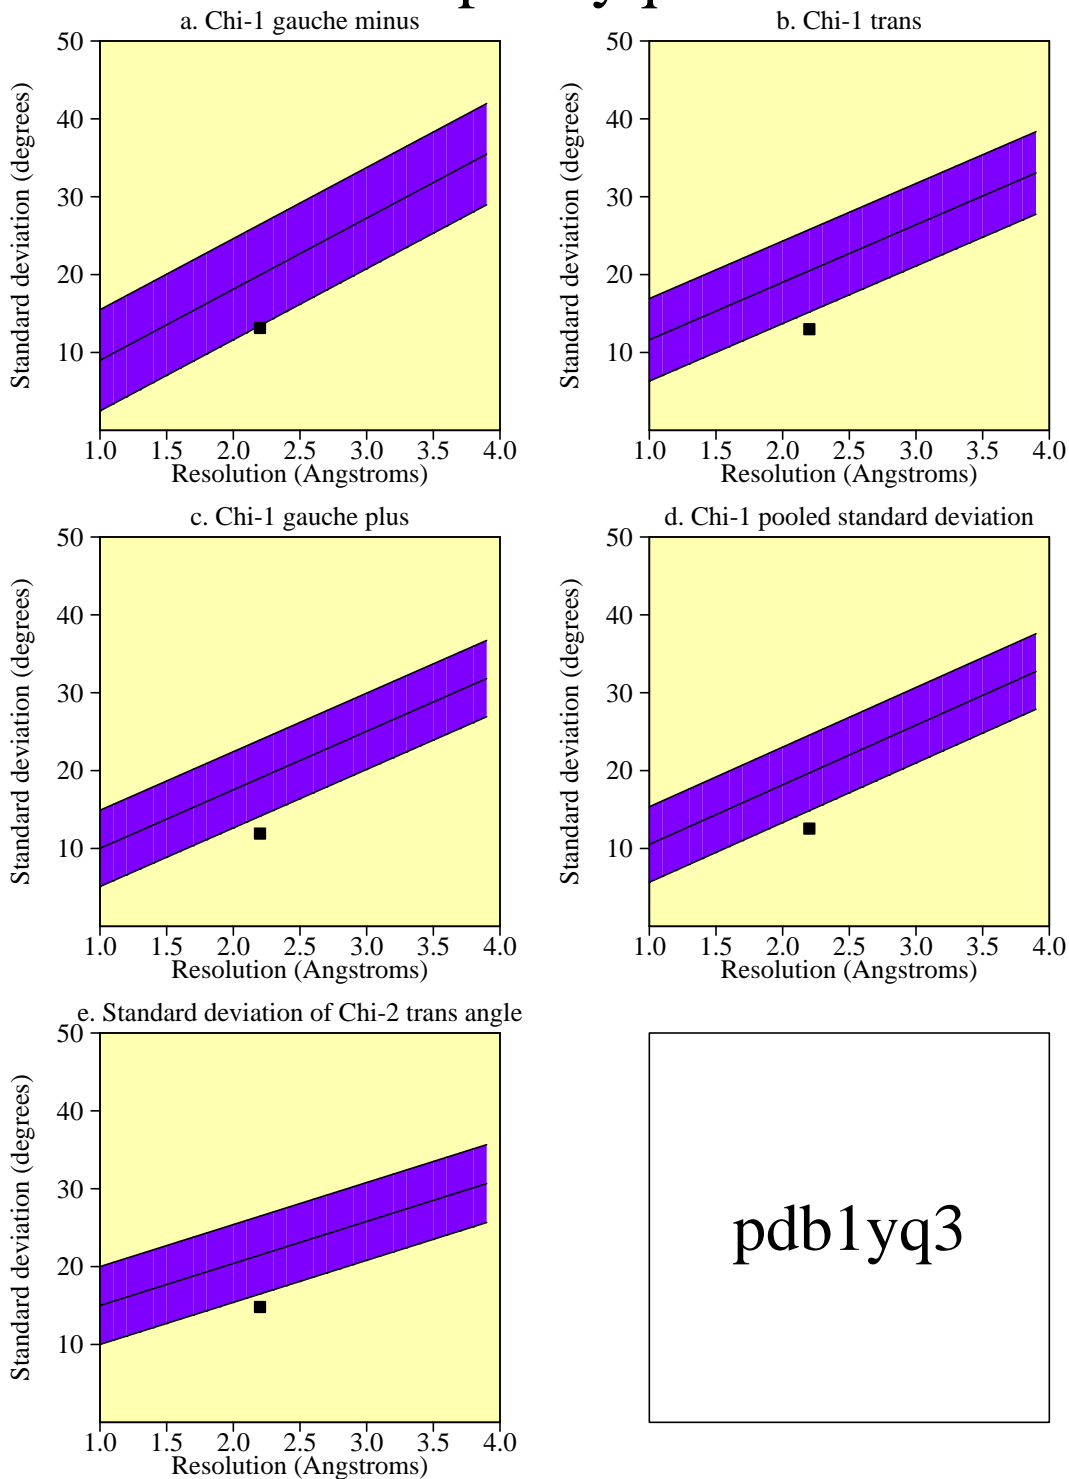 a. Chi-1 gauche minus
50
40
30
20
10
Standard deviation (degrees)
1.0 1.5 2.0 2.5 3.0 3.5 4.0
Resolution (Angstroms)
b. Chi-1 trans
50
40
30
20
10
Standard deviation (degrees)
1.0 1.5 2.0 2.5 3.0 3.5 4.0
Resolution (Angstroms)
c. Chi-1 gauche plus
50
40
30
20
10
Standard deviation (degrees)
1.0 1.5 2.0 2.5 3.0 3.5 4.0
Resolution (Angstroms)
d. Chi-1 pooled standard deviation
50
40
30
20
10
Standard deviation (degrees)
1.0 1.5 2.0 2.5 3.0 3.5 4.0
Resolution (Angstroms)
e. Standard deviation of Chi-2 trans angle
50
40
30
20
10
Standard deviation (degrees)
1.0 1.5 2.0 2.5 3.0 3.5 4.0
Resolution (Angstroms)
pdb1yq3